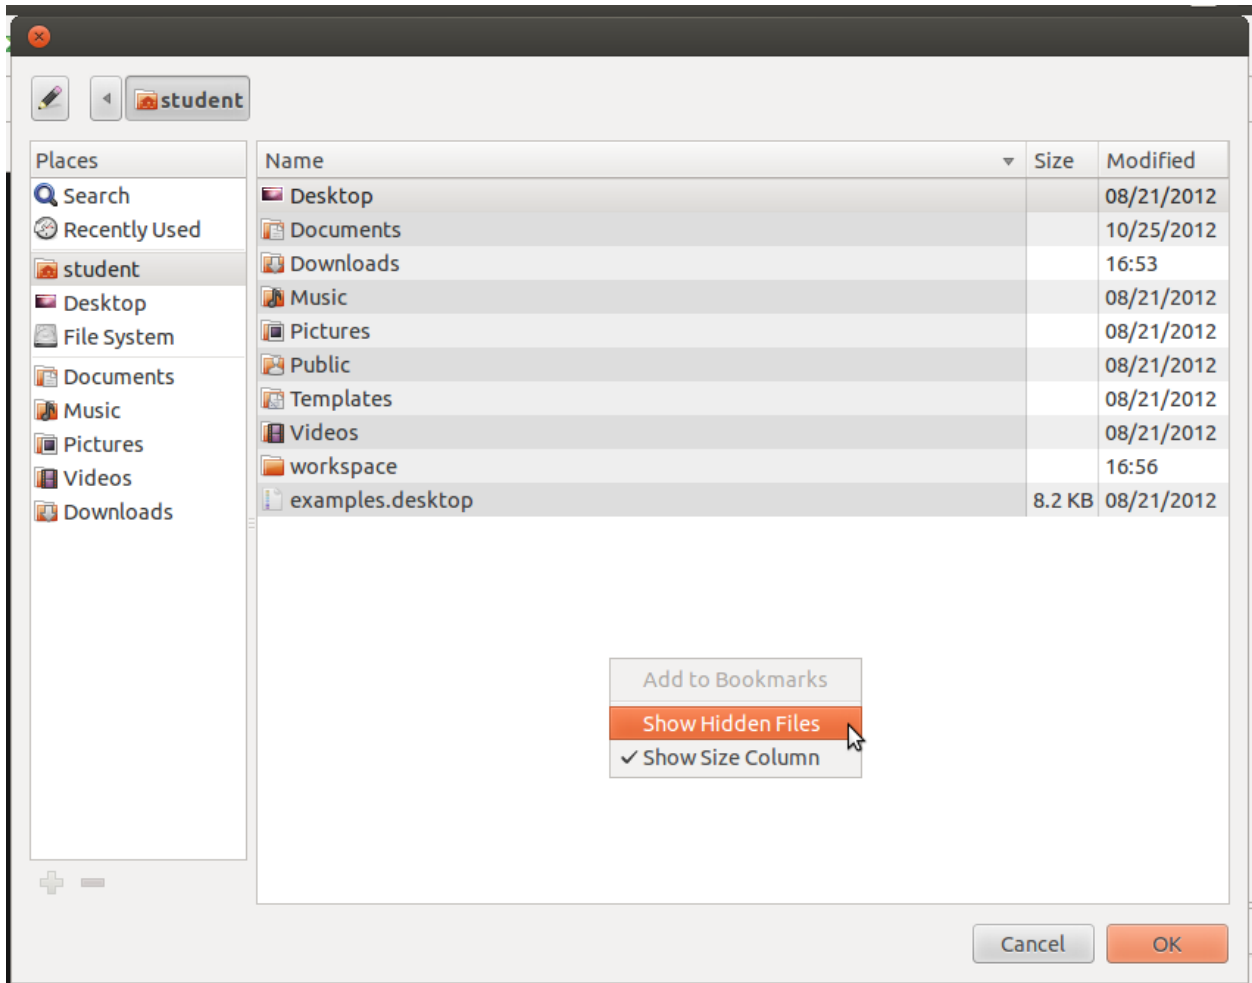 student
Places
Search
Recently Used
student
Desktop
File System
Documents
Music
Pictures
Videos
Downloads
Name Size Modified
Desktop 08/21/2012
Documents 10/25/2012
Downloads 16:53
Music 08/21/2012
Pictures 08/21/2012
Public 08/21/2012
Templates 08/21/2012
Videos 08/21/2012
workspace 16:56
examples.desktop 8.2 KB 08/21/2012
Add to Bookmarks
Show Hidden Files
Show Size Column
Cancel OK